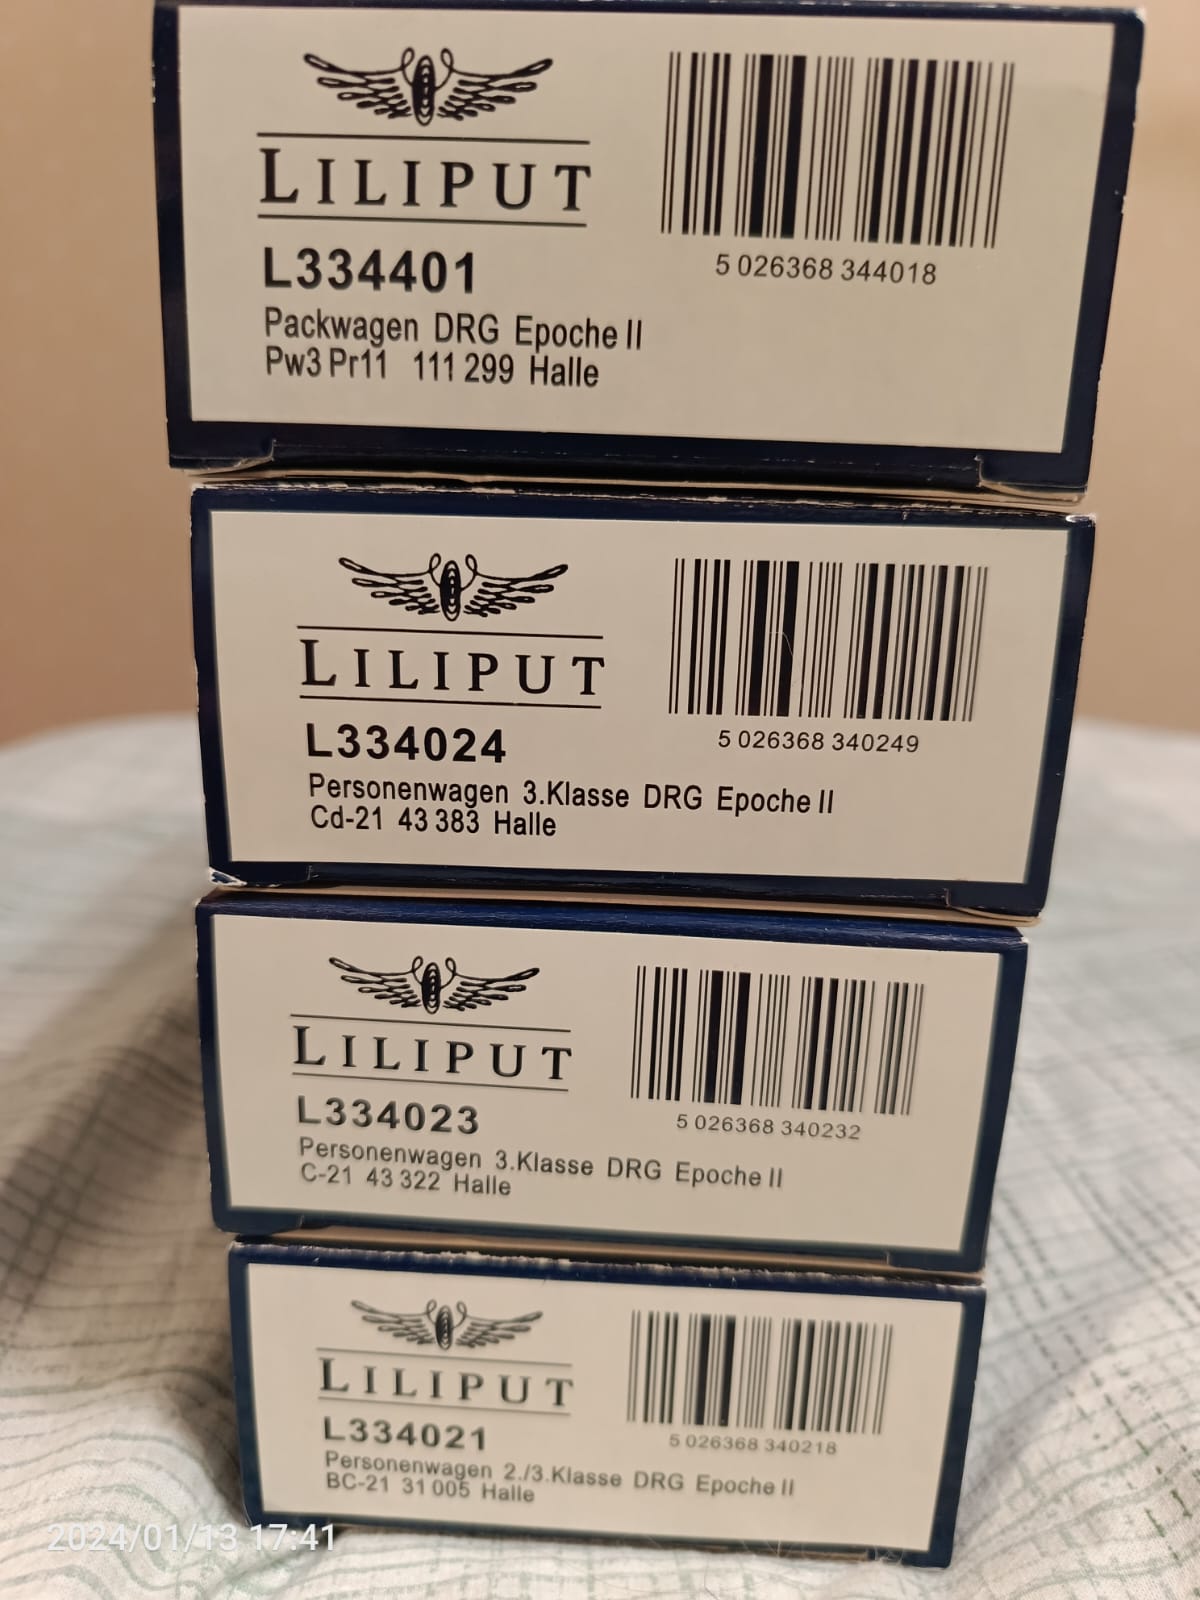 LILIPUT
L334401
Packwagen DRG Epoche II
Pw3 Pr11 111 299 Halle
5 026368 344018
LILIPUT
L334024
Personenwagen 3.Klasse DRG Epoche II
Cd-21 43 383 Halle
5 026368 340249
LILIPUT
L334023
Personenwagen 3.Klasse DRG Epoche II
C-21 43 322 Halle
5 026368 340232
LILIPUT
L334021
Personenwagen 2./3.Klasse DRG Epoche II
BC-21 31 005 Halle
5 026368 340218
2024/01/13 17:41